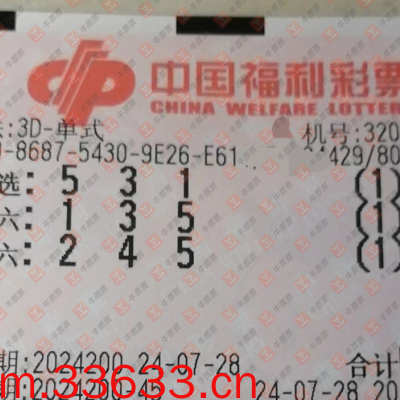 中国福利彩票
CHINA WELFARE LOTTER
:3D-单式
机号:320
-8687-5430-9E26-E61
429/80
选: 5 3 1 (1)
六: 1 3 5 (1)
六: 2 4 5 (1)
期:2024200 24-07-28 合计
m.33633.cn
24-07-28 20